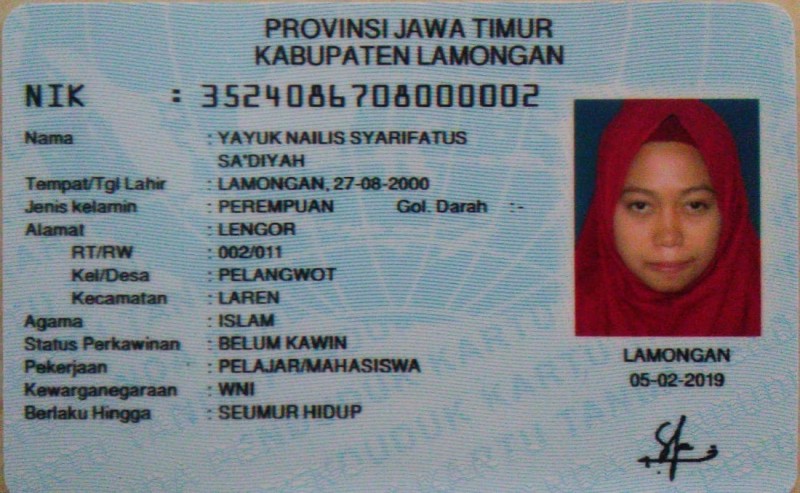 PROVINSI JAWA TIMUR
KABUPATEN LAMONGAN
NIK : 3524086708000002
Nama : YAYUK NAILIS SYARIFATUS
SA"DIYAH
Tempat/Tgl Lahir : LAMONGAN, 27-08-2000
Jenis kelamin : PEREMPUAN Gol. Darah :-
Alamat : LENGOR
RT/RW : 002/011
Kel/Desa : PELANGWOT
Kecamatan : LAREN
Agama : ISLAM
Status Perkawinan : BELUM KAWIN
Pekerjaan : PELAJAR/MAHASISWA
Kewarganegaraan : WNI
Berlaku Hingga : SEUMUR HIDUP
LAMONGAN
05-02-2019